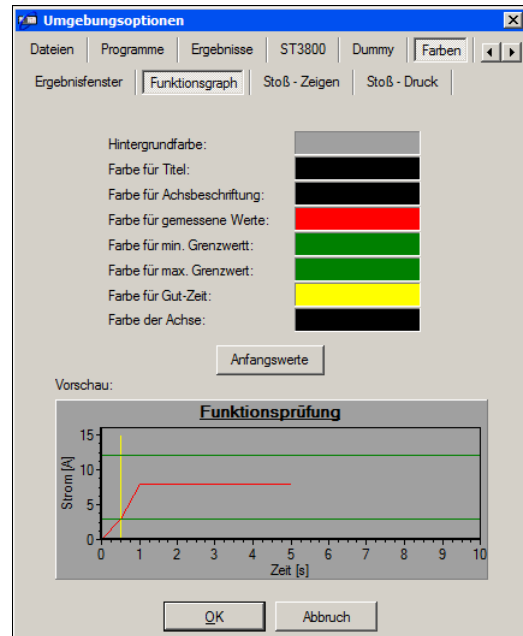 Umgebungsoptionen
Dateien Programme Ergebnisse ST3800 Dummy Farben
Ergebnisfenster Funktionsgraph Stoß - Zeigen Stoß - Druck
Hintergrundfarbe:
Farbe für Titel:
Farbe für Achsbeschriftung:
Farbe für gemessene Werte:
Farbe für min. Grenzwertt:
Farbe für max. Grenzwert:
Farbe für Gut-Zeit:
Farbe der Achse:
Anfangswerte
Vorschau:
Funktionsprüfung
Strom [A]
15
10
5
0
0 1 2 3 4 5 6 7 8 9 10
Zeit [s]
OK Abbruch